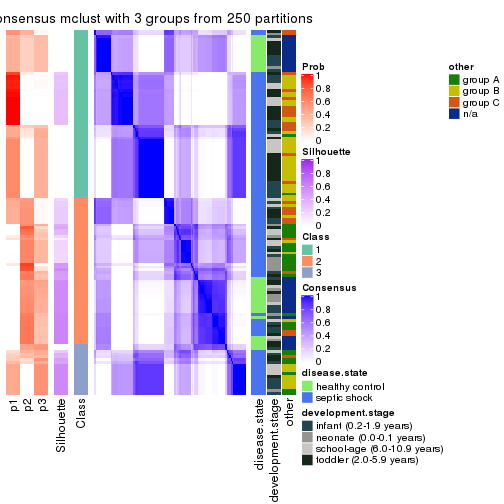 onsensus mclust with 3 groups from 250 partitions
Prob
1
0.8
0.6
0.4
0.2
0
Silhouette
1
0.8
0.6
0.4
0.2
0
Class
1
2
3
Consensus
1
0.8
0.6
0.4
0.2
0
disease.state
healthy control
septic shock
development.stage
infant (0.2-1.9 years)
neonate (0.0-0.1 years)
school-age (6.0-10.9 years)
toddler (2.0-5.9 years)
other
group A
group B
group C
n/a
p1
p2
p3
Silhouette
Class
disease.state
development.stage
other